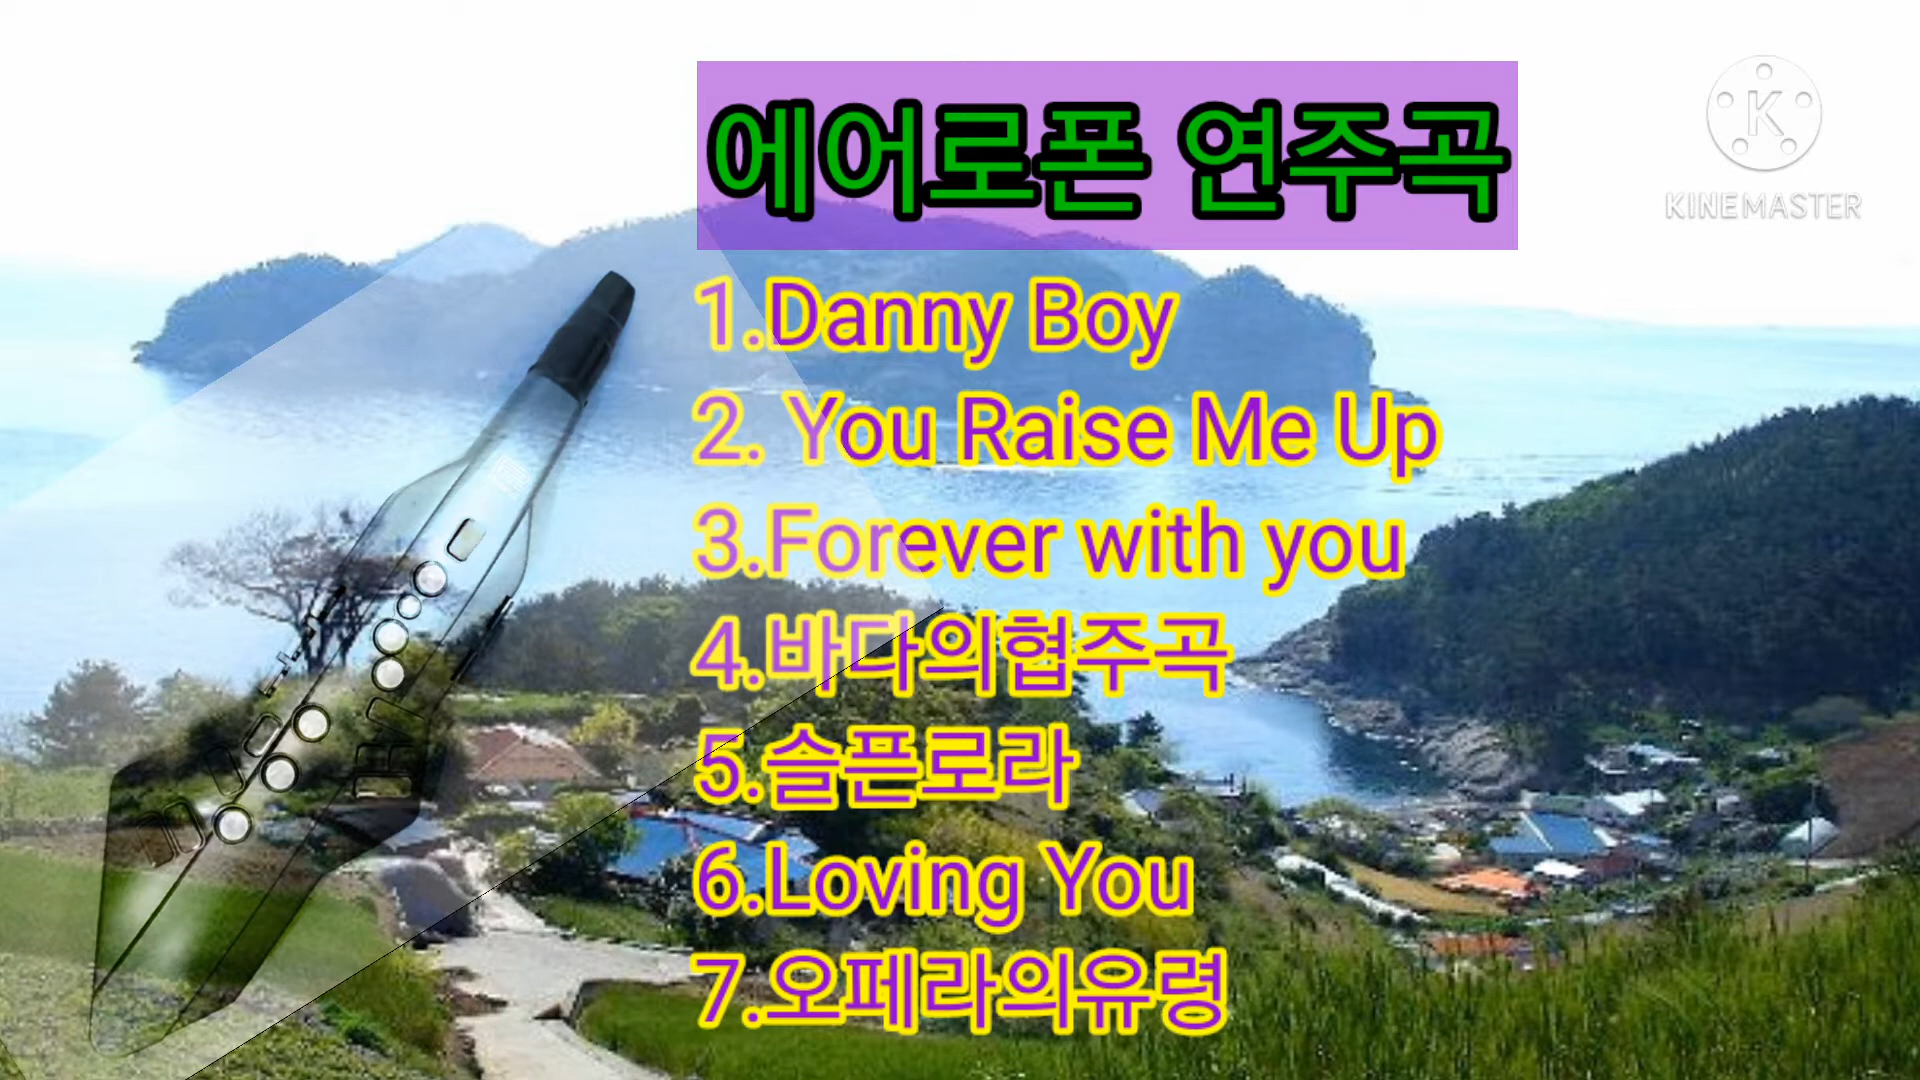 에어로폰 연주곡
KINEMASTER
1.Danny Boy
2. You Raise Me Up
3.Forever with you
4.바다의협주곡
5.슬픈로라
6.Loving You
7.오페라의유령